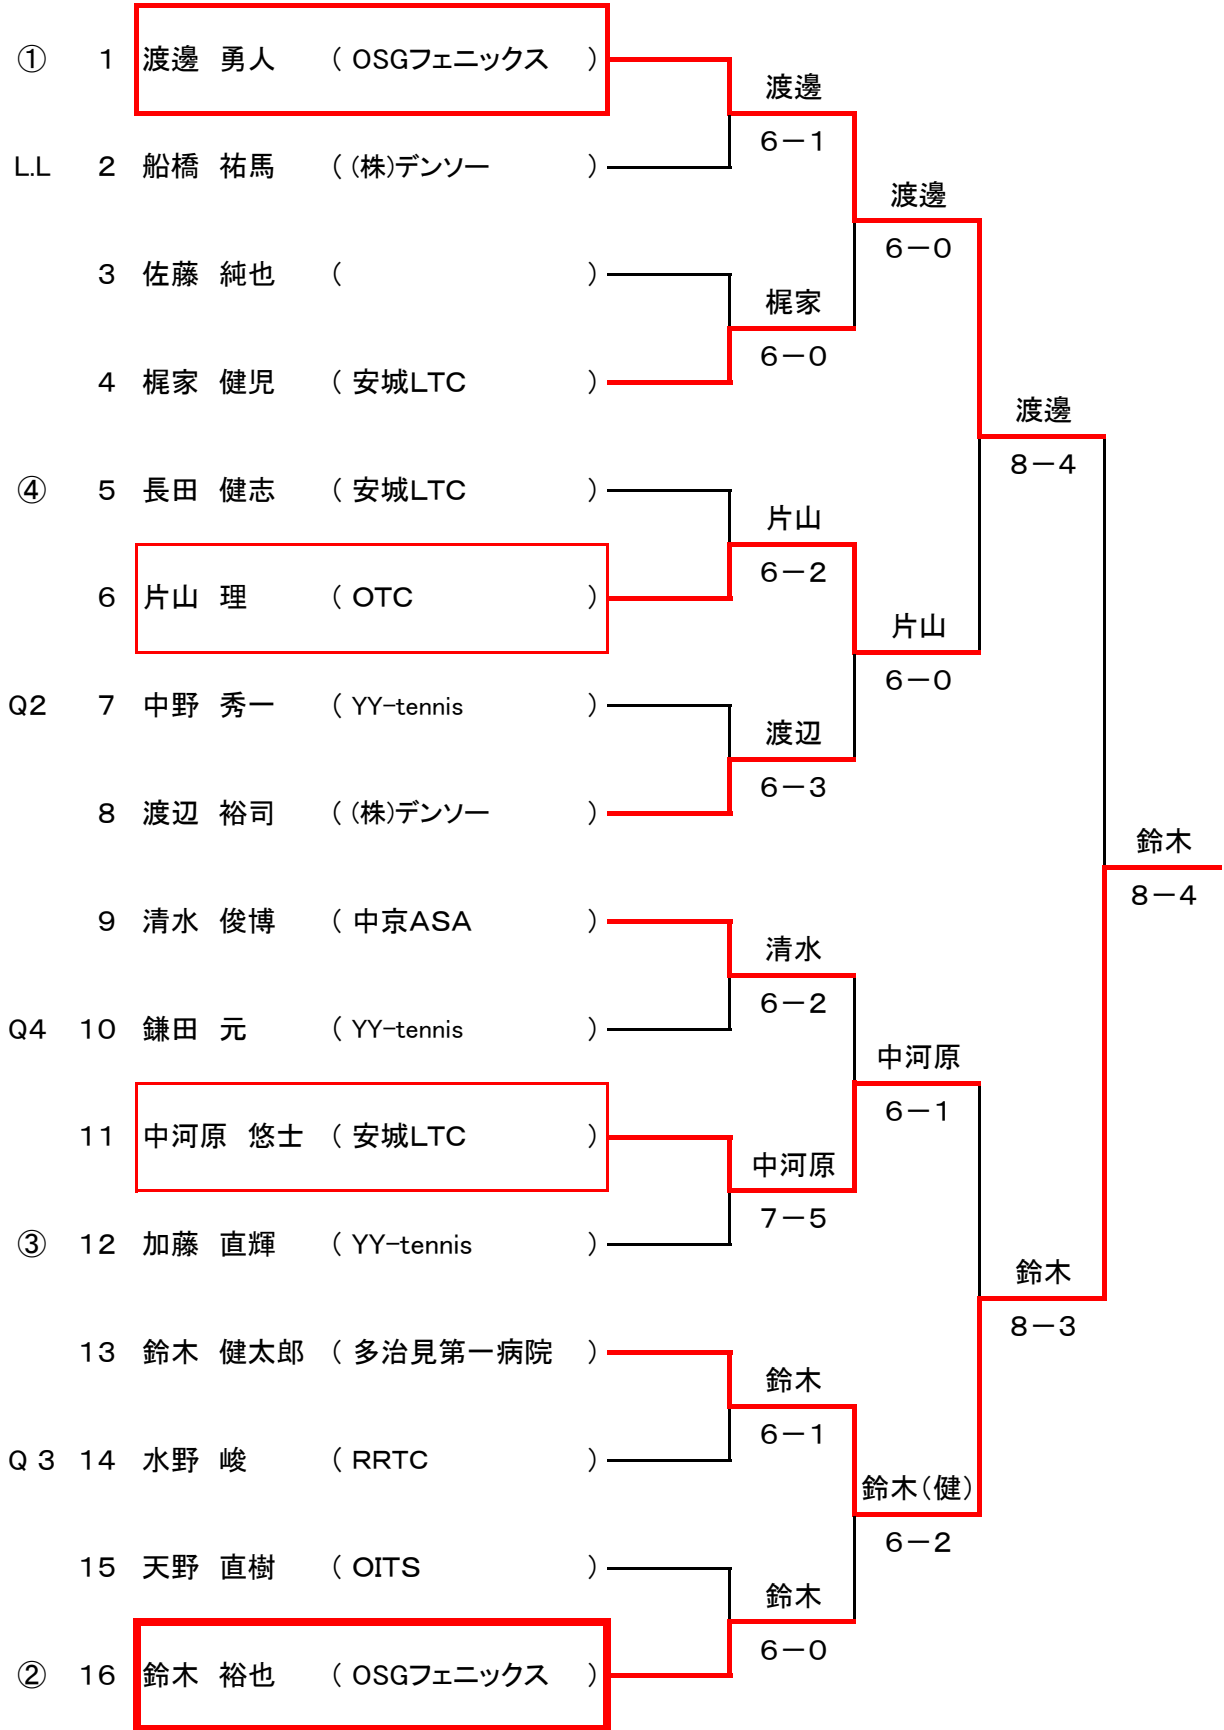 ① 1 渡邊 勇人 ( OSGフェニックス )
渡邊
6-1
L.L 2 船橋 祐馬 ( (株)デンソー )
渡邊
6-0
3 佐藤 純也 ( )
梶家
6-0
4 梶家 健児 ( 安城LTC )
渡邊
8-4
④ 5 長田 健志 ( 安城LTC )
片山
6-2
6 片山 理 ( OTC )
片山
6-0
Q2 7 中野 秀一 ( YY-tennis )
渡辺
6-3
8 渡辺 裕司 ( (株)デンソー )
鈴木
8-4
9 清水 俊博 ( 中京ASA )
清水
6-2
Q4 10 鎌田 元 ( YY-tennis )
中河原
6-1
11 中河原 悠士 ( 安城LTC )
中河原
7-5
③ 12 加藤 直輝 ( YY-tennis )
鈴木
8-3
13 鈴木 健太郎 ( 多治見第一病院 )
鈴木
6-1
Q 3 14 水野 峻 ( RRTC )
鈴木(健)
6-2
15 天野 直樹 ( OITS )
鈴木
6-0
② 16 鈴木 裕也 ( OSGフェニックス )